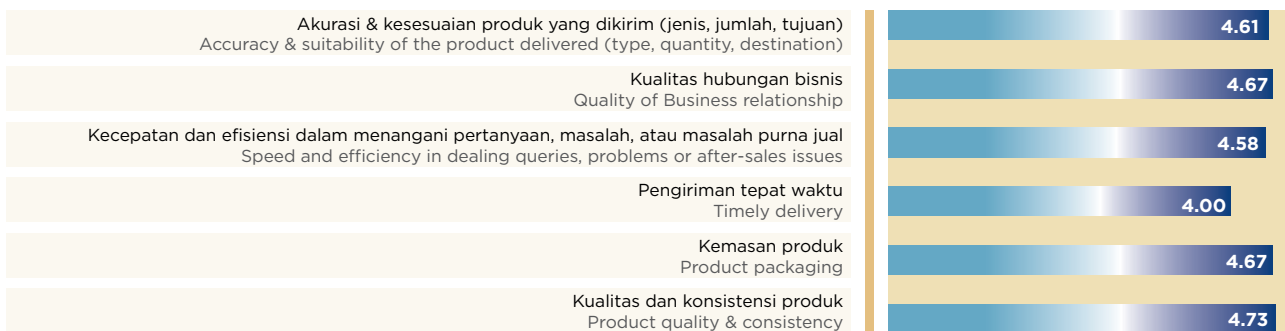 Akurasi & kesesuaian produk yang dikirim (jenis, jumlah, tujuan)
Accuracy & suitability of the product delivered (type, quantity, destination)
4.61
Kualitas hubungan bisnis
Quality of Business relationship
4.67
Kecepatan dan efisiensi dalam menangani pertanyaan, masalah, atau masalah purna jual
Speed and efficiency in dealing queries, problems or after-sales issues
4.58
Pengiriman tepat waktu
Timely delivery
4.00
Kemasan produk
Product packaging
4.67
Kualitas dan konsistensi produk
Product quality & consistency
4.73